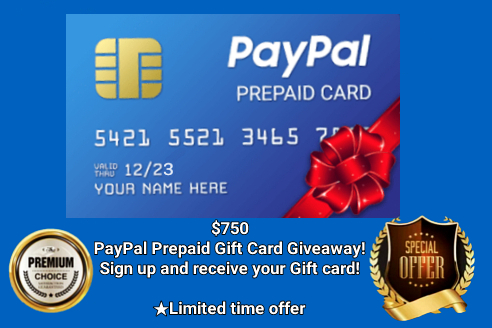 PayPal
PREPAID CARD
5421 5521 3465
VALID
THRU 12/23
YOUR NAME HERE
$750
PayPal Prepaid Gift Card Giveaway!
Sign up and receive your Gift card!
★Limited time offer
PREMIUM
CHOICE
SPECIAL
OFFER